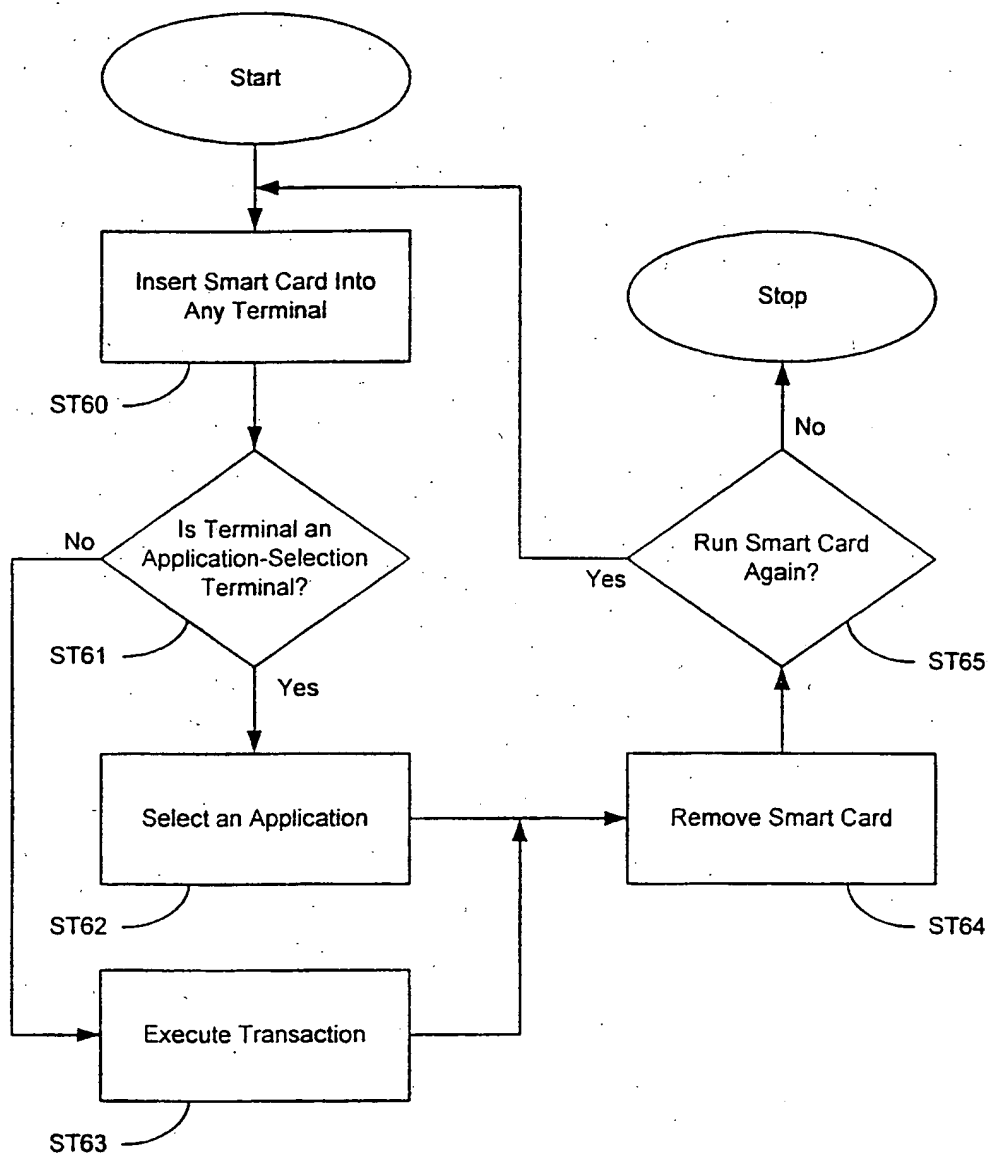 Start
Insert Smart Card Into
Any Terminal
ST60
Is Terminal an
Application-Selection
Terminal?
No
ST61
Yes
Select an Application
ST62
Execute Transaction
ST63
Stop
No
Run Smart Card
Again?
Yes
ST65
Remove Smart Card
ST64